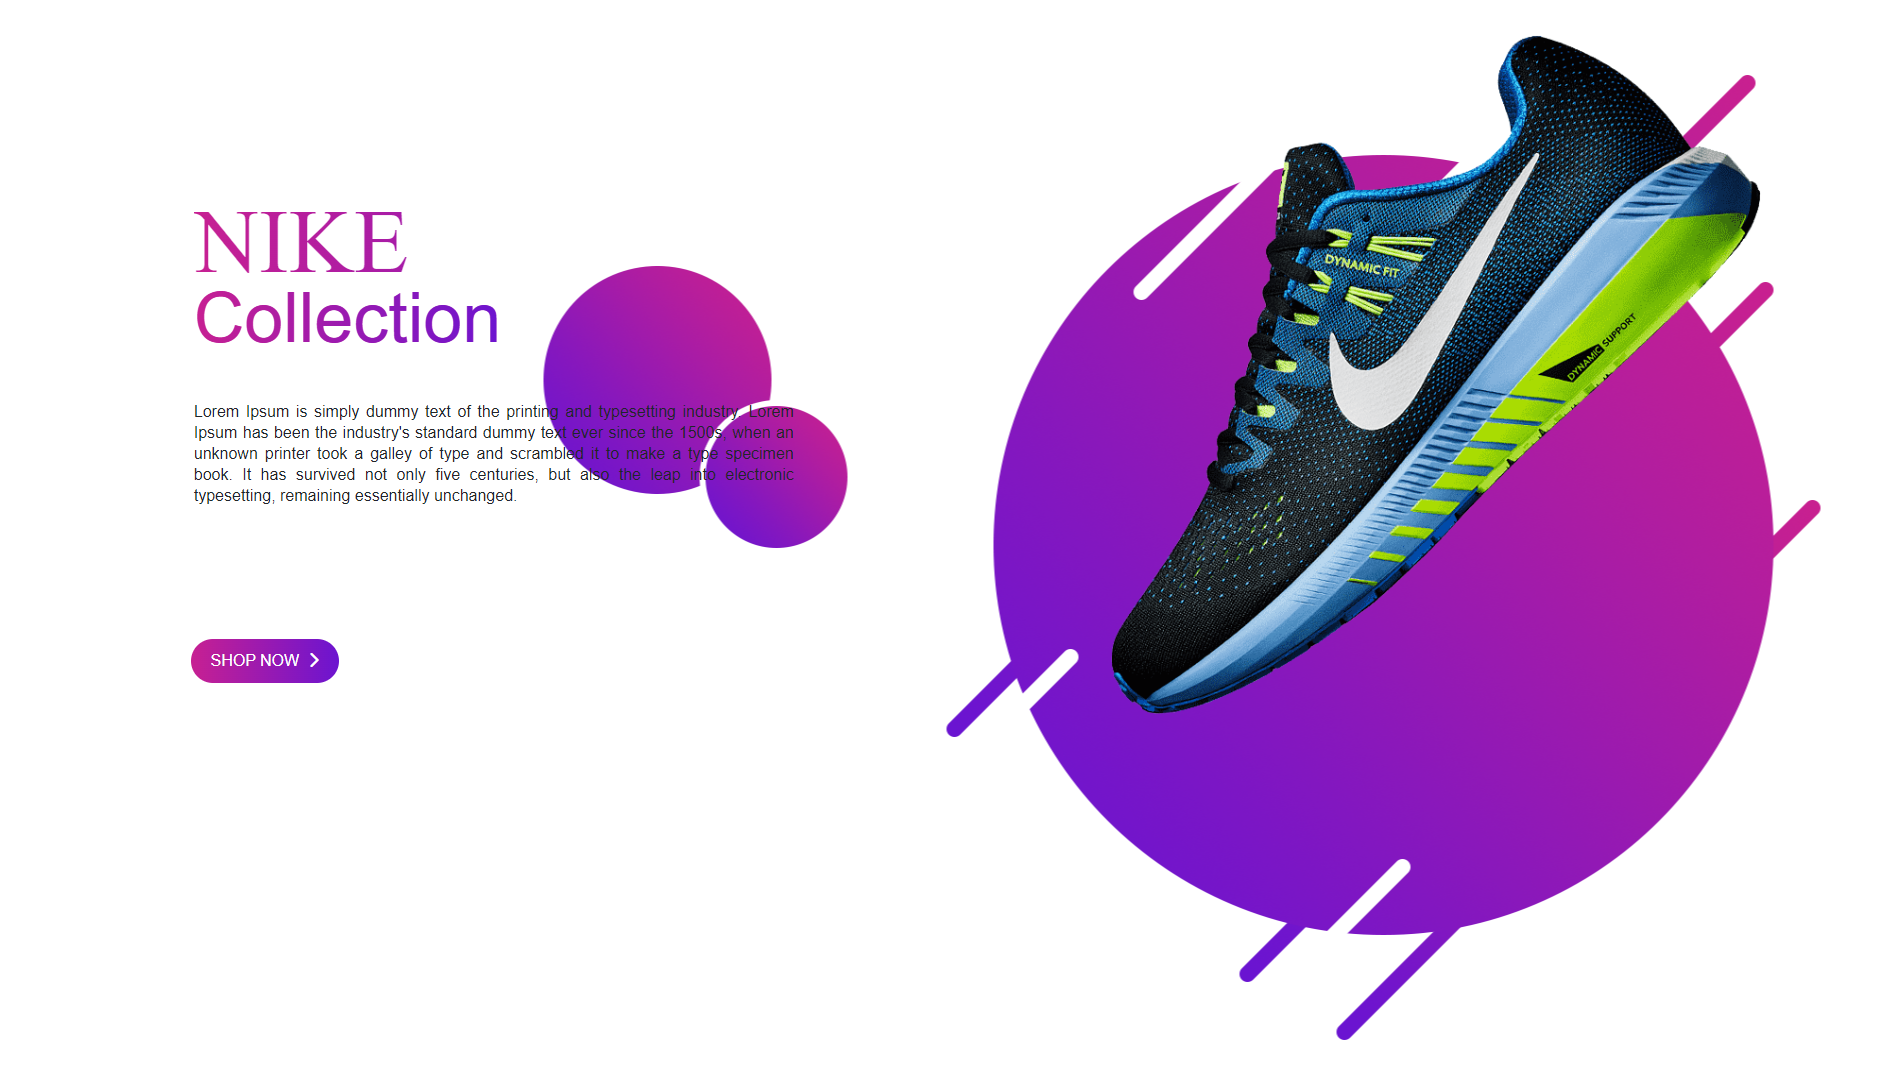 NIKE
Collection
Lorem Ipsum is simply dummy text of the printing and typesetting industry. Lorem
Ipsum has been the industry's standard dummy text ever since the 1500s, when an
unknown printer took a galley of type and scrambled it to make a type specimen
book. It has survived not only five centuries, but also the leap into electronic
typesetting, remaining essentially unchanged.
SHOP NOW
DYNAMIC FIT
DYNAMIC SUPPORT